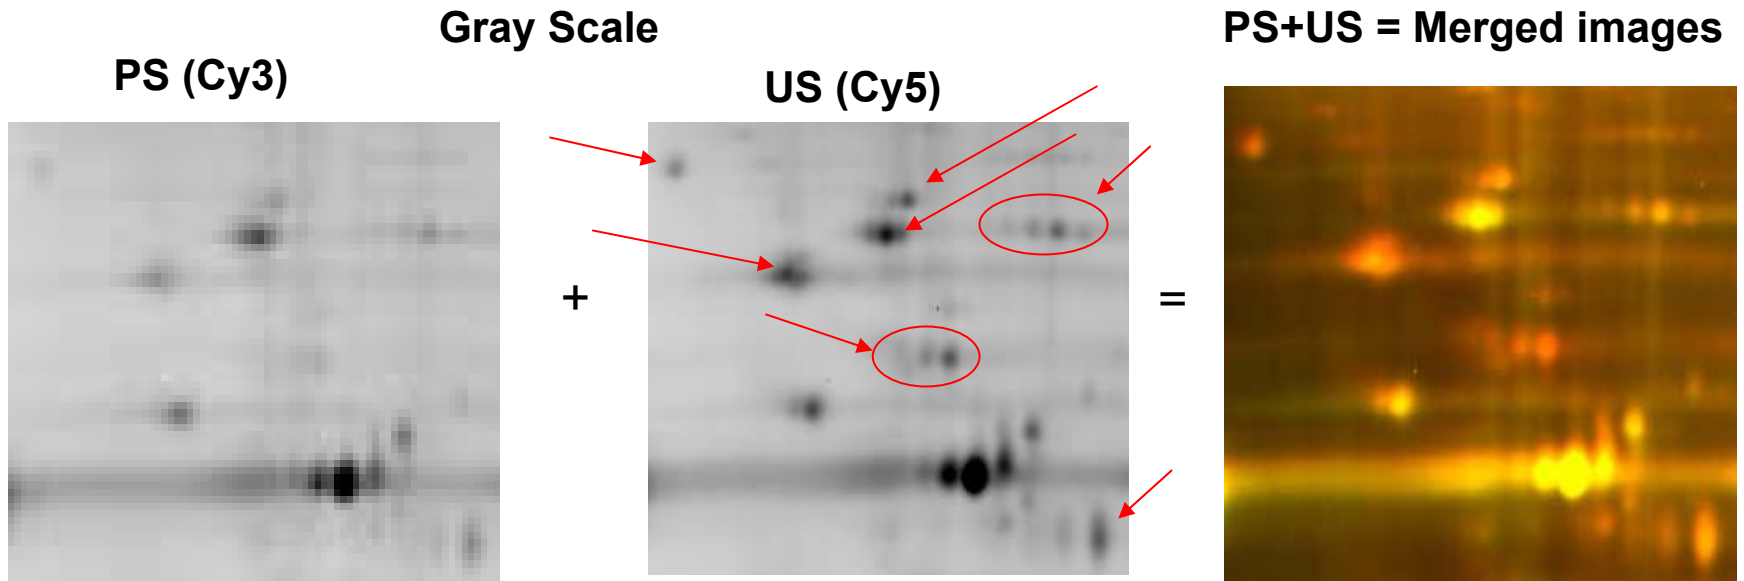 Gray Scale
PS+US = Merged images
PS (Cy3)
US (Cy5)
+
=